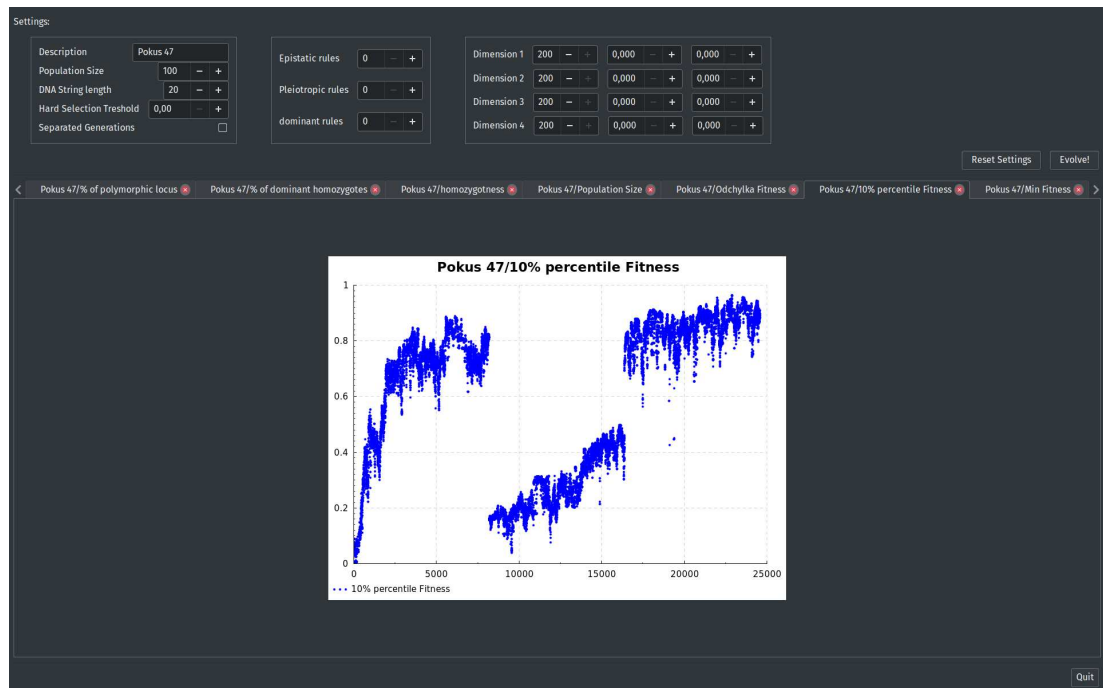 Settings:
Description Pokus 47
Population Size 100 − +
DNA String length 20 − +
Hard Selection Treshold 0,00 − +
Separated Generations
Epistatic rules 0 − +
Pleiotropic rules 0 − +
dominant rules 0 − +
Dimension 1 200 − + 0,000 − + 0,000 − +
Dimension 2 200 − + 0,000 − + 0,000 − +
Dimension 3 200 − + 0,000 − + 0,000 − +
Dimension 4 200 − + 0,000 − + 0,000 − +
Reset Settings Evolve!
Pokus 47/% of polymorphic locus Pokus 47/% of dominant homozygotes Pokus 47/homozygotness Pokus 47/Population Size Pokus 47/Odchylka Fitness Pokus 47/10% percentile Fitness Pokus 47/Min Fitness
Pokus 47/10% percentile Fitness
1
0.8
0.6
0.4
0.2
0
0 5000 10000 15000 20000 25000
10% percentile Fitness
Quit